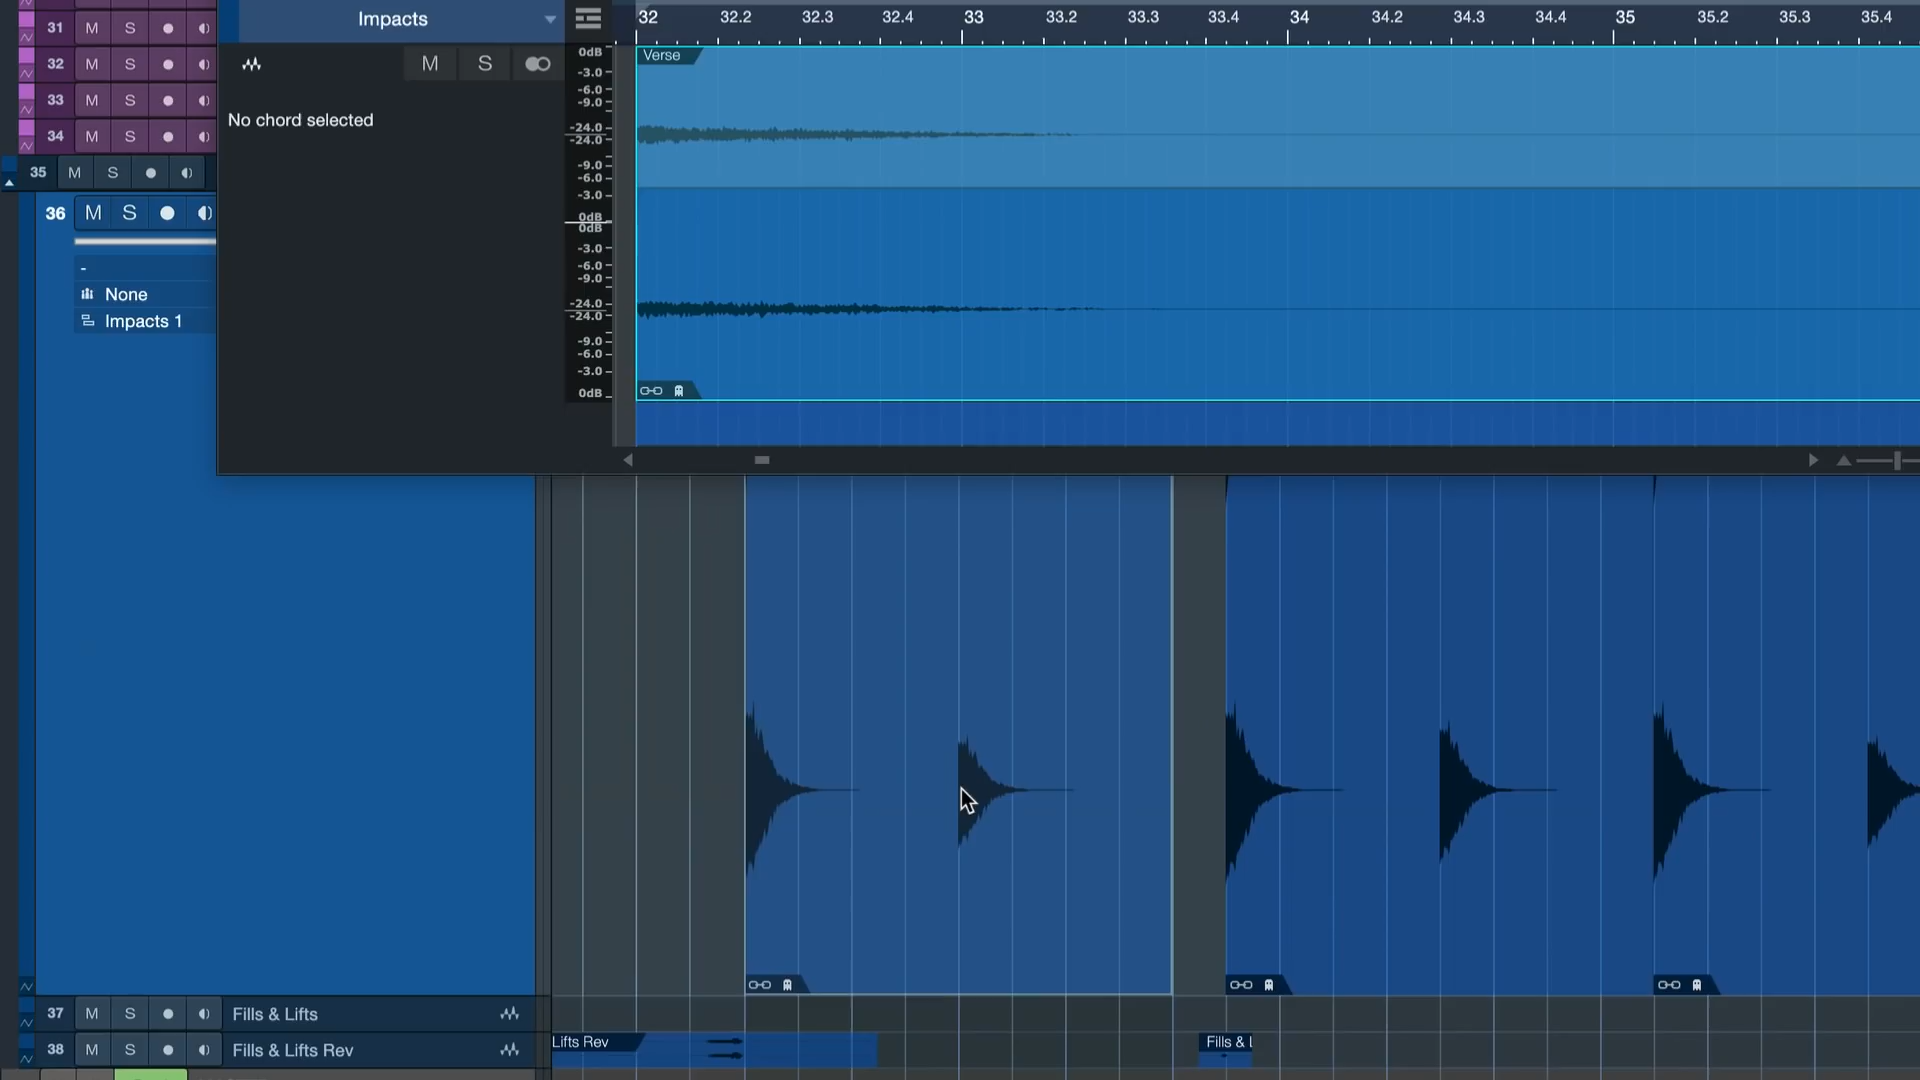 Impacts
32 32.2 32.3 32.4 33 33.2 33.3 33.4 34 34.2 34.3 34.4 35 35.2 35.3 35.4
31 M S
32 M S
33 M S
34 M S
35 M S
36 M S
-
None
Impacts 1
M S
No chord selected
0dB
-3.0
-6.0
-9.0
-24.0
-24.0
-9.0
-6.0
-3.0
0dB
0dB
-3.0
-6.0
-9.0
-24.0
-24.0
-9.0
-6.0
-3.0
0dB
Verse
37 M S Fills & Lifts
38 M S Fills & Lifts Rev
Lifts Rev
Fills & L